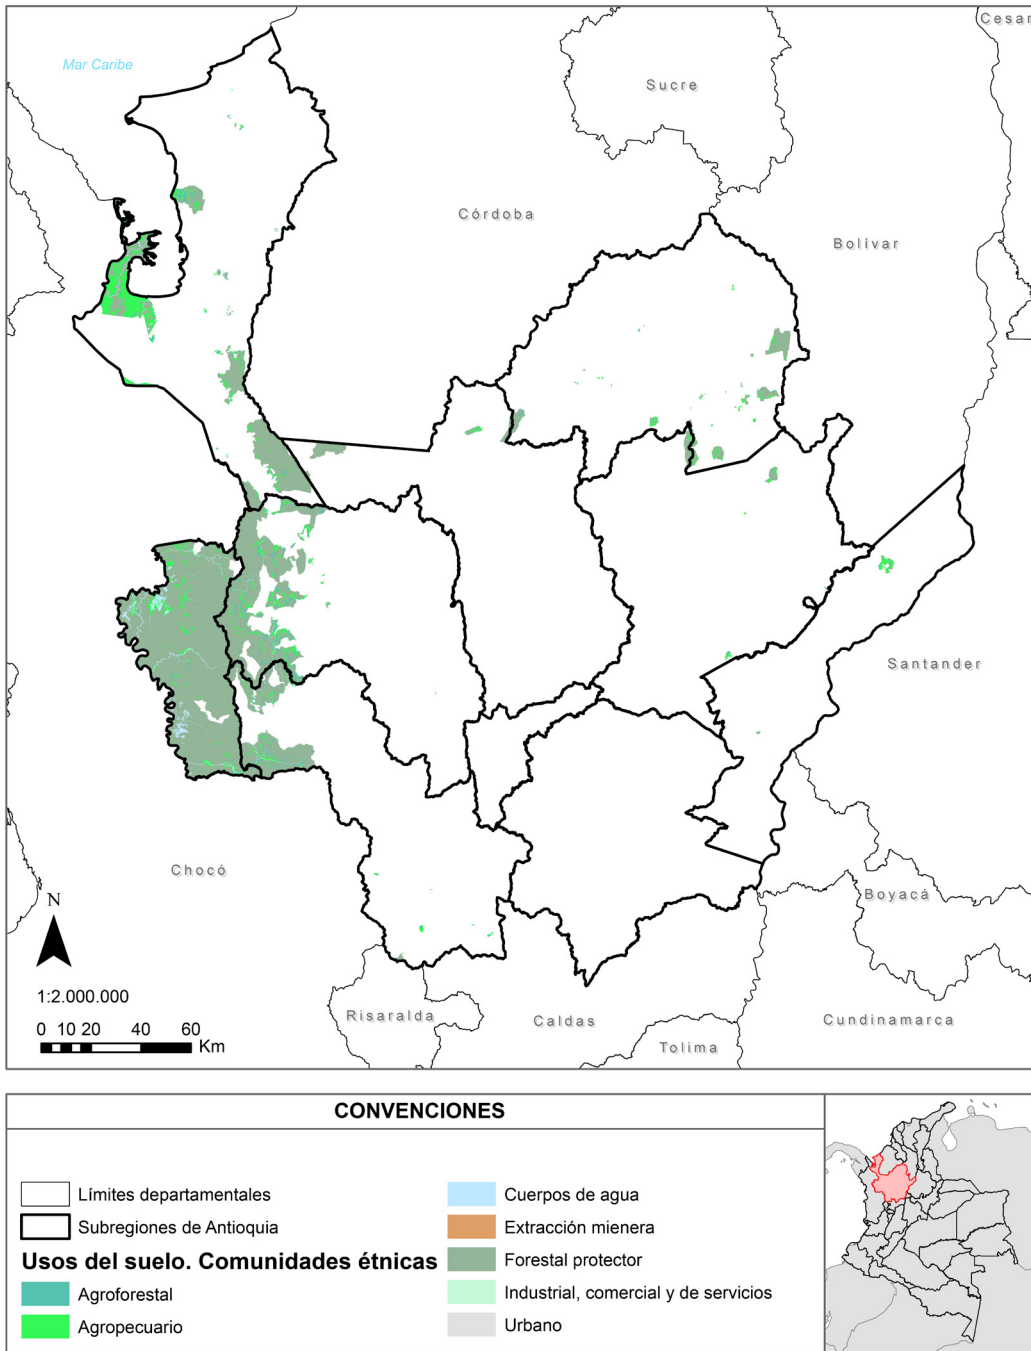 Cesar
Mar Caribe
Sucre
Córdoba
Bolívar
Santander
Chocó
N
Boyacá
1:2.000.000
Risaralda
Caldas
Cundinamarca
0 10 20 40 60
Km
Tolima
CONVENCIONES
Límites departamentales
Subregiones de Antioquia
Usos del suelo. Comunidades étnicas
Agroforestal
Agropecuario
Cuerpos de agua
Extracción mienera
Forestal protector
Industrial, comercial y de servicios
Urbano